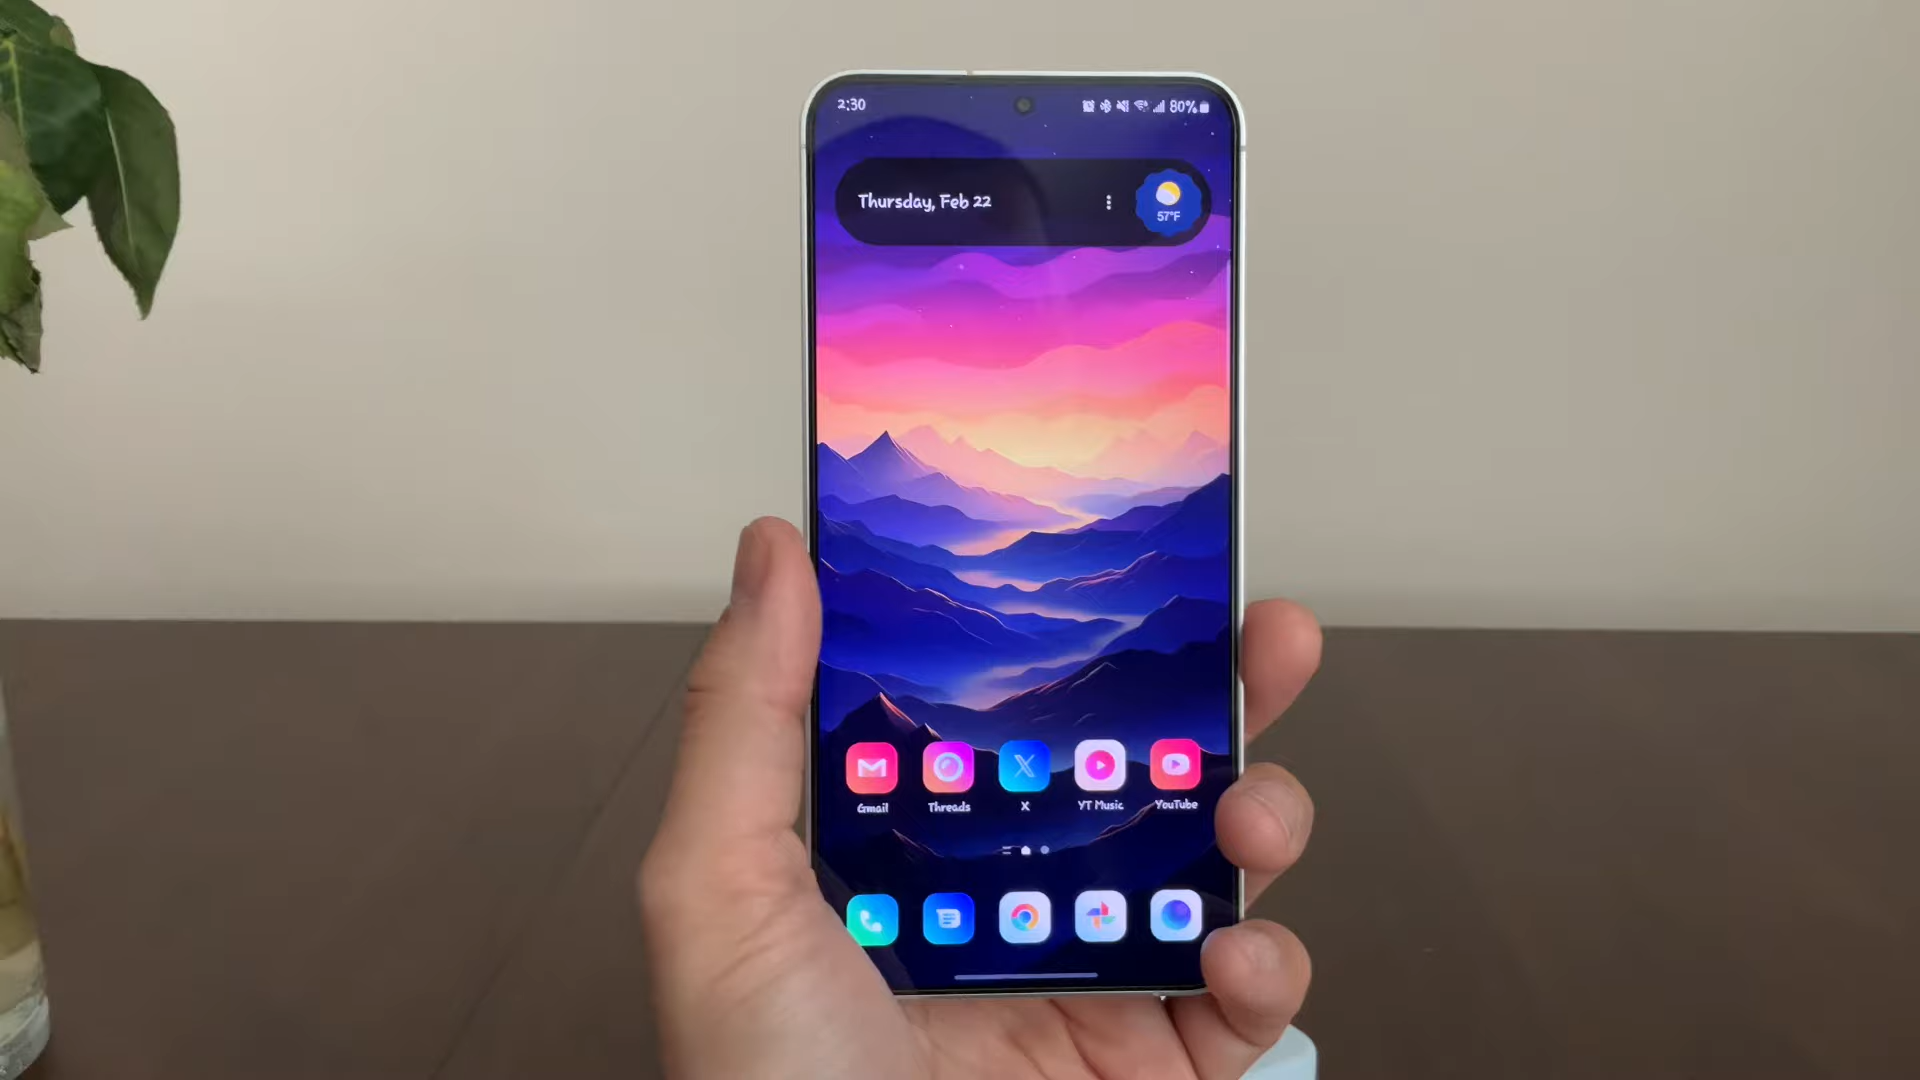 2:30
80%
Thursday, Feb 22
57°F
Gmail
Threads
X
YT Music
YouTube